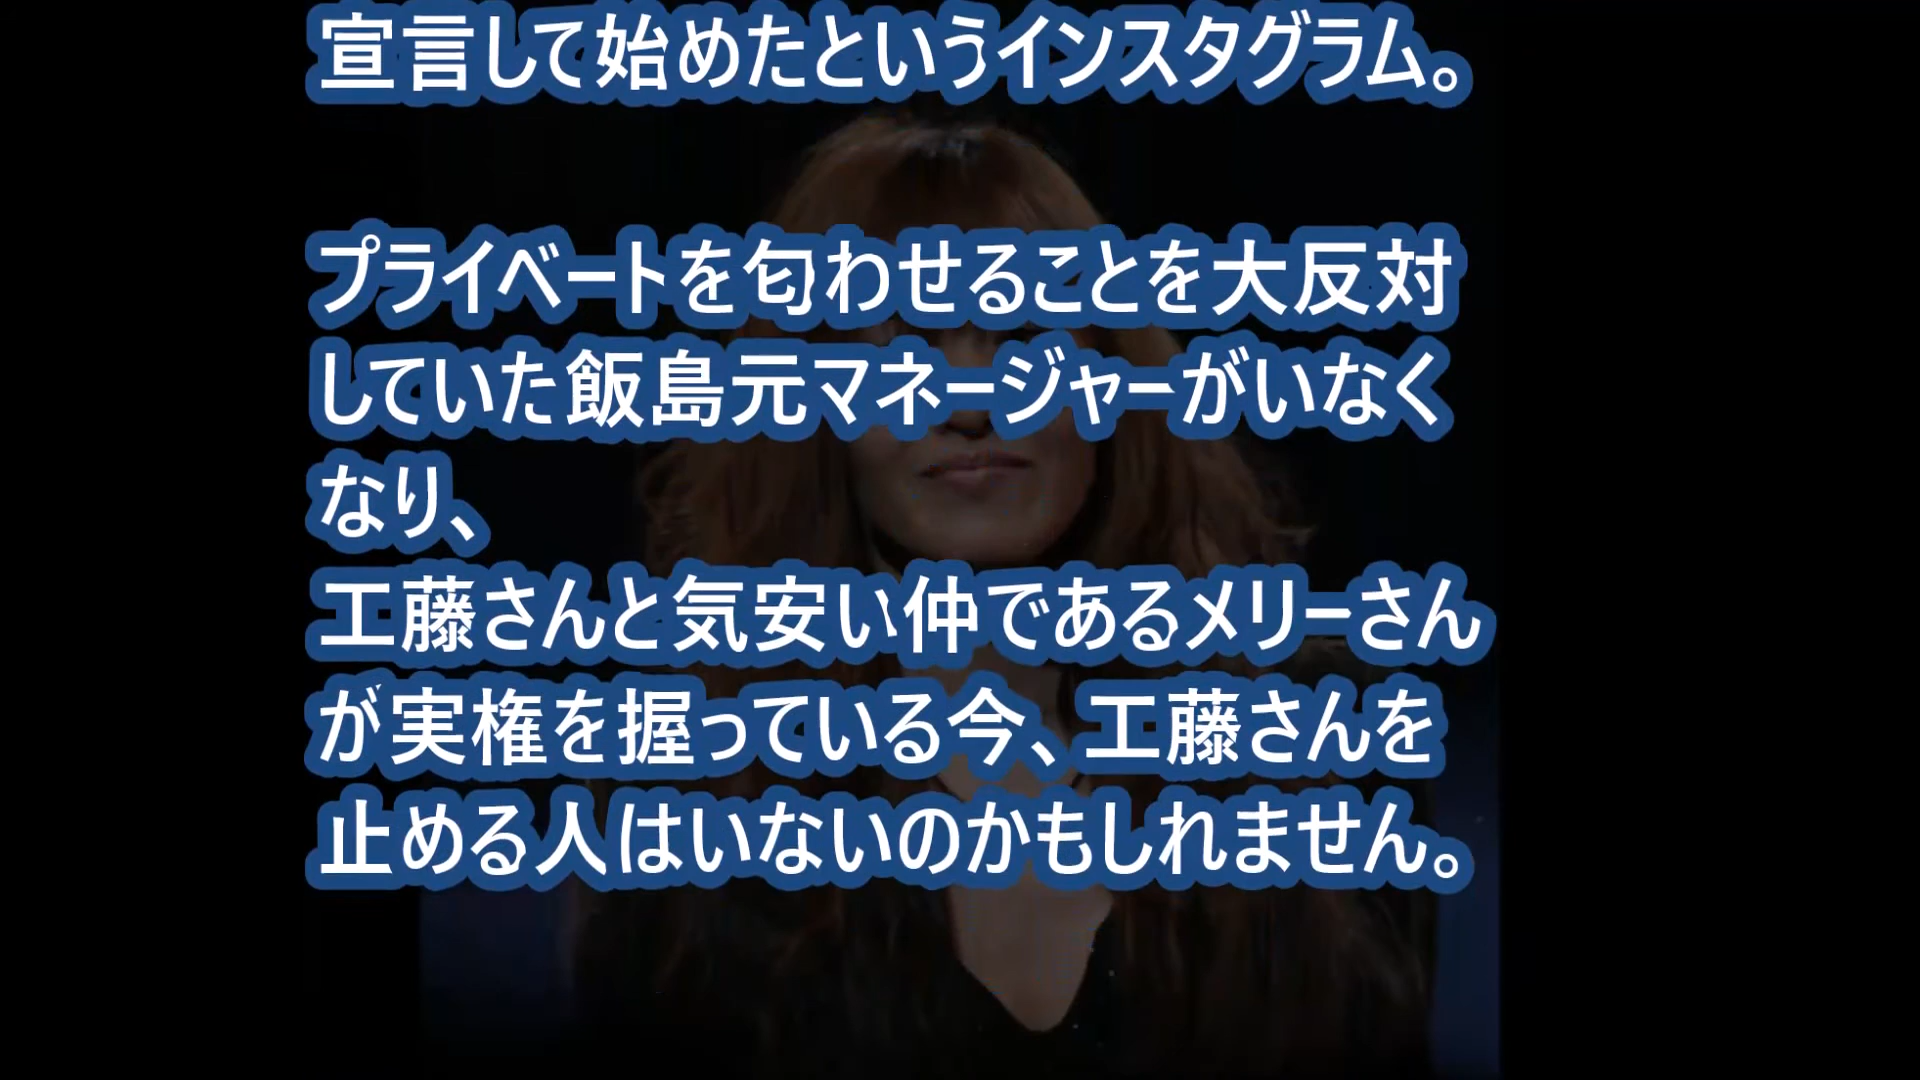 宣言して始めたというインスタグラム。
プライベートを匂わせることを大反対
していた飯島元マネージャーがいなく
なり、
工藤さんと気安い仲であるメリーさん
が実権を握っている今、工藤さんを
止める人はいないのかもしれません。